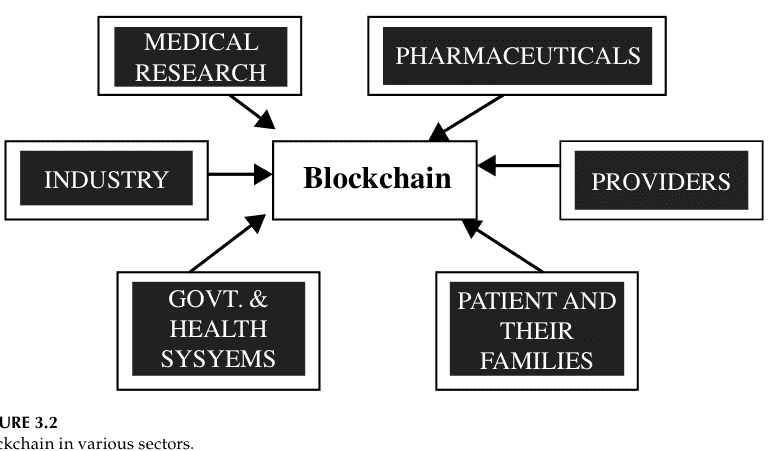 MEDICAL
RESEARCH
PHARMACEUTICALS
INDUSTRY
Blockchain
PROVIDERS
GOVT. &
HEALTH
SYSYEMS
PATIENT AND
THEIR
FAMILIES
URE 3.2
ckchain in various sectors.